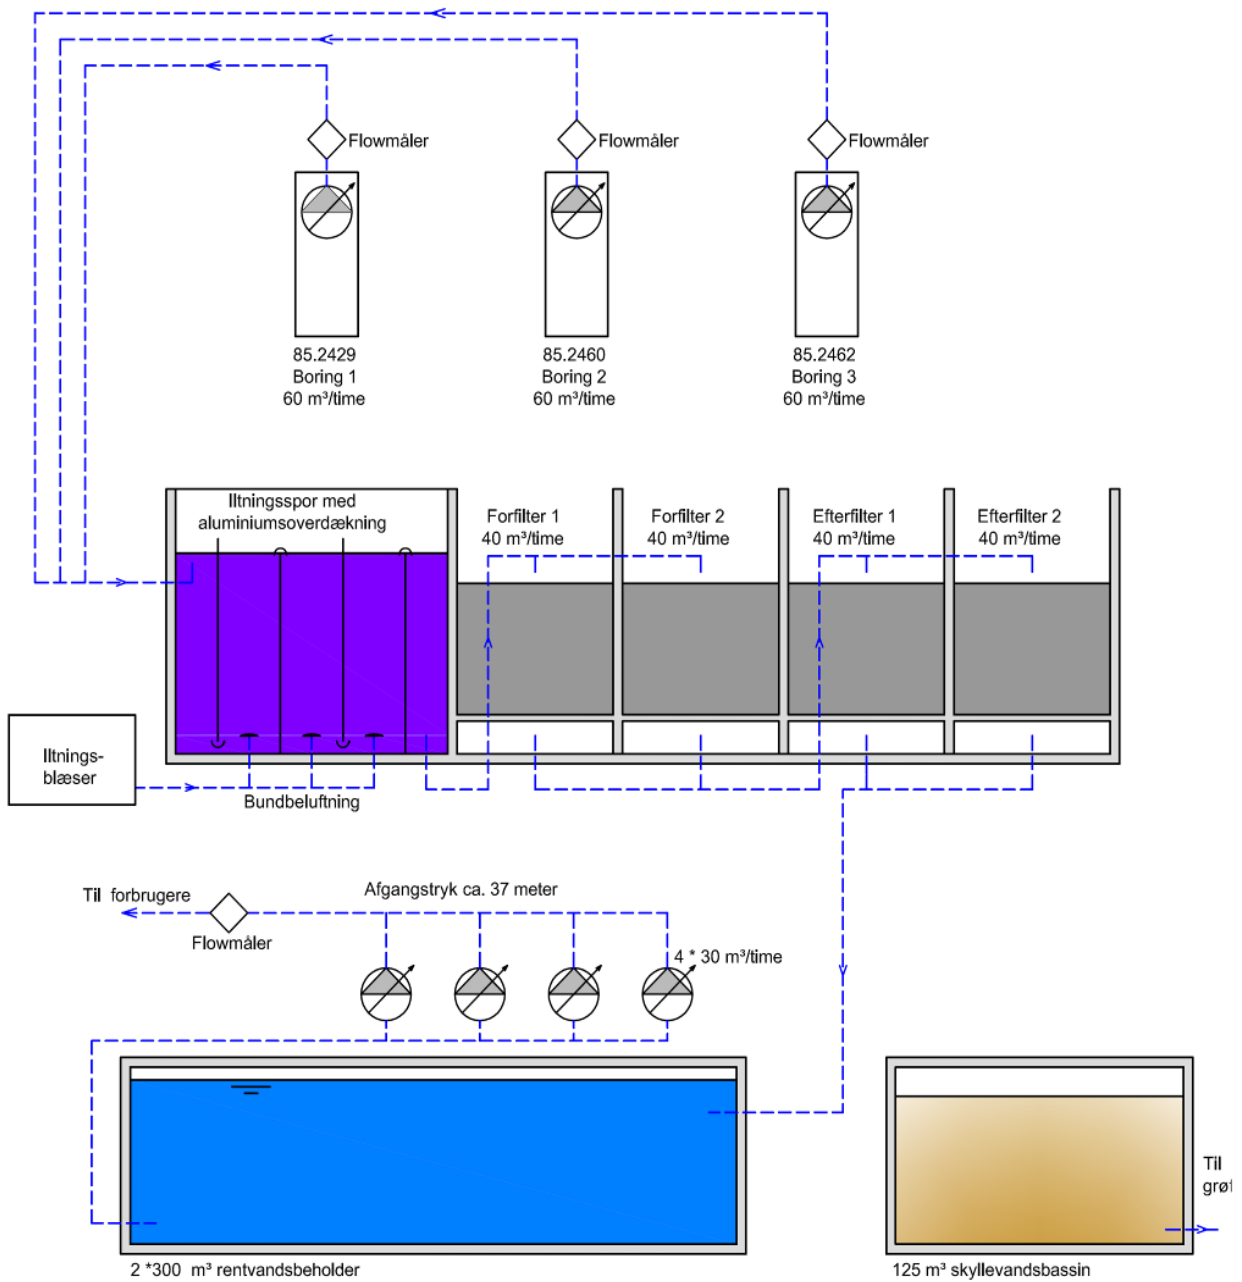 Flowmåler
Flowmåler
Flowmåler
85.2429
Boring 1
60 m³/time
85.2460
Boring 2
60 m³/time
85.2462
Boring 3
60 m³/time
Iltningsspor med
aluminiumsoverdækning
Forfilter 1
40 m³/time
Forfilter 2
40 m³/time
Efterfilter 1
40 m³/time
Efterfilter 2
40 m³/time
Iltnings-
blæser
Bundbeluftning
Til forbrugere
Afgangstryk ca. 37 meter
Flowmåler
4 * 30 m³/time
Til
grøf
2 *300 m³ rentvandsbeholder
125 m³ skyllevandsbassin